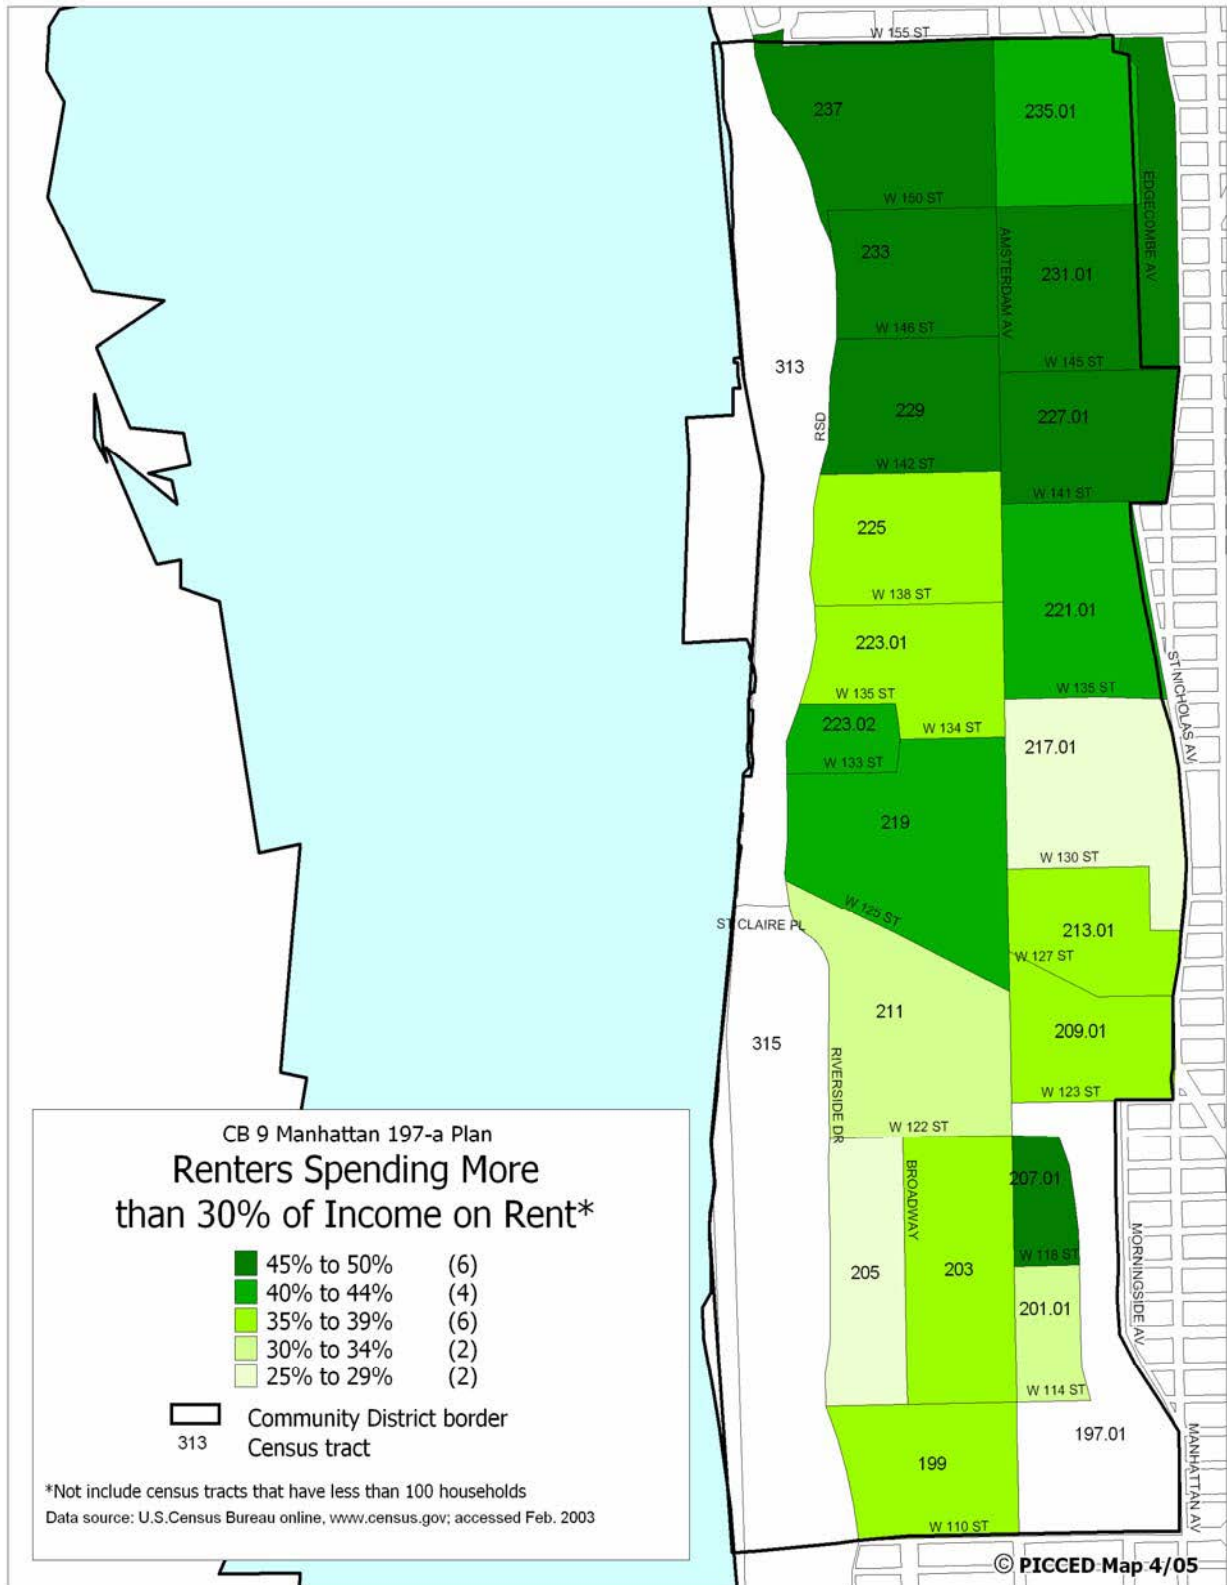 W 155 ST
237
235.01
EDGECOMBE AV
W 150 ST
233
AMSTERDAM AV
231.01
W 146 ST
W 145 ST
313
RSD
229
227.01
W 142 ST
W 141 ST
225
W 138 ST
221.01
223.01
W 135 ST
W 135 ST
ST NICHOLAS AV
223.02
W 134 ST
217.01
W 133 ST
219
W 130 ST
W 125 ST
ST CLAIRE PL
213.01
W 127 ST
211
209.01
315
RIVERSIDE DR
W 123 ST
W 122 ST
BROADWAY
207.01
W 118 ST
MORNINGSIDE AV
205
203
201.01
W 114 ST
197.01
MANHATTAN AV
199
W 110 ST
CB 9 Manhattan 197-a Plan
Renters Spending More
than 30% of Income on Rent*
45% to 50% (6)
40% to 44% (4)
35% to 39% (6)
30% to 34% (2)
25% to 29% (2)
Community District border
313 Census tract
*Not include census tracts that have less than 100 households
Data source: U.S.Census Bureau online, www.census.gov; accessed Feb. 2003
© PICCED Map 4/05